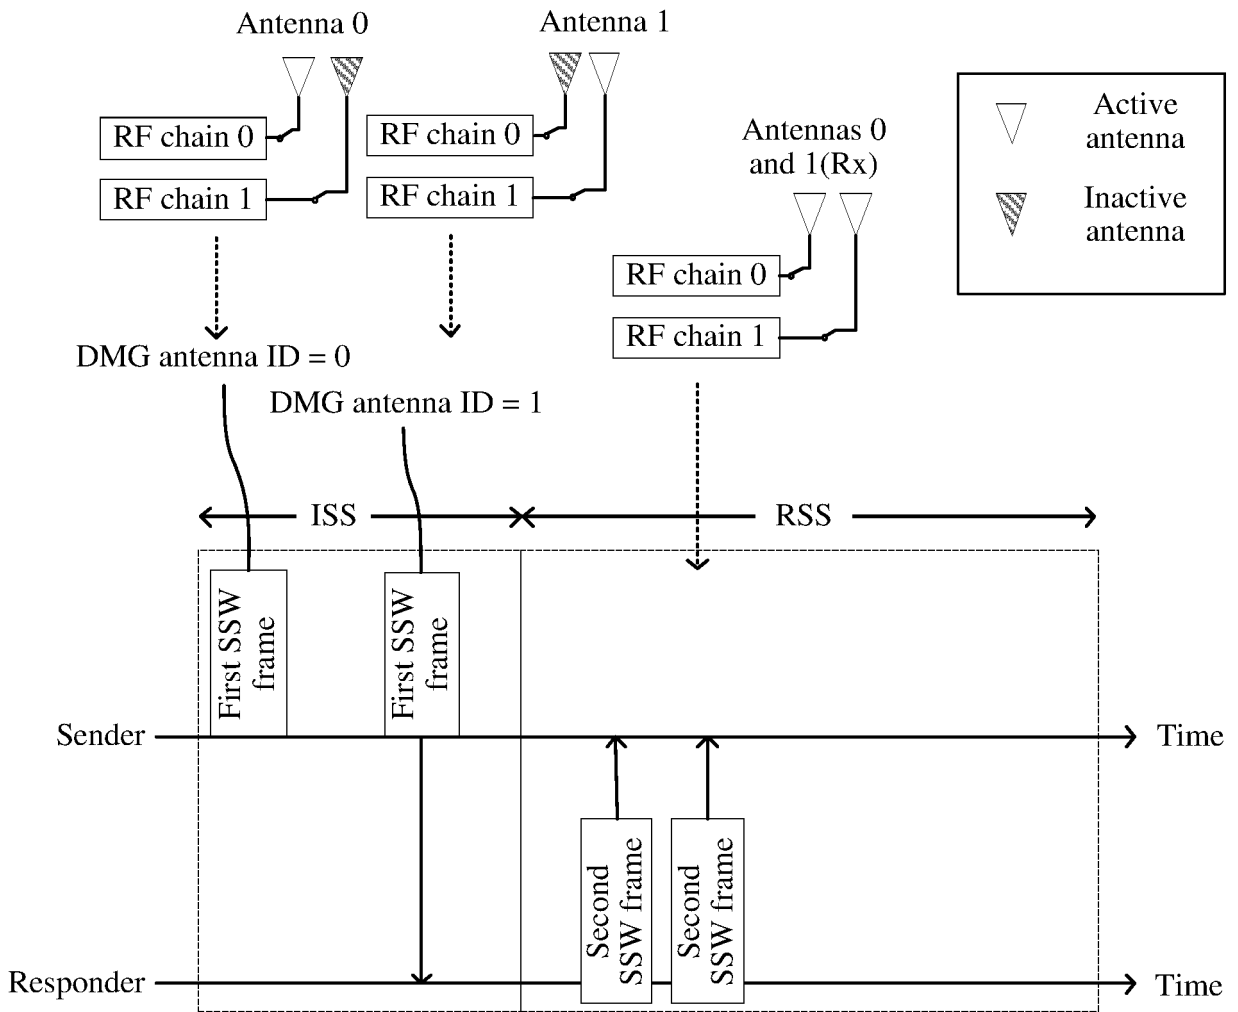 Antenna 0
Antenna 1
RF chain 0
RF chain 1
RF chain 0
RF chain 1
Antennas 0
and 1(Rx)
RF chain 0
RF chain 1
Active
antenna
Inactive
antenna
DMG antenna ID = 0
DMG antenna ID = 1
ISS
RSS
First SSW
frame
First SSW
frame
Sender
Time
Second
SSW frame
Second
SSW frame
Responder
Time